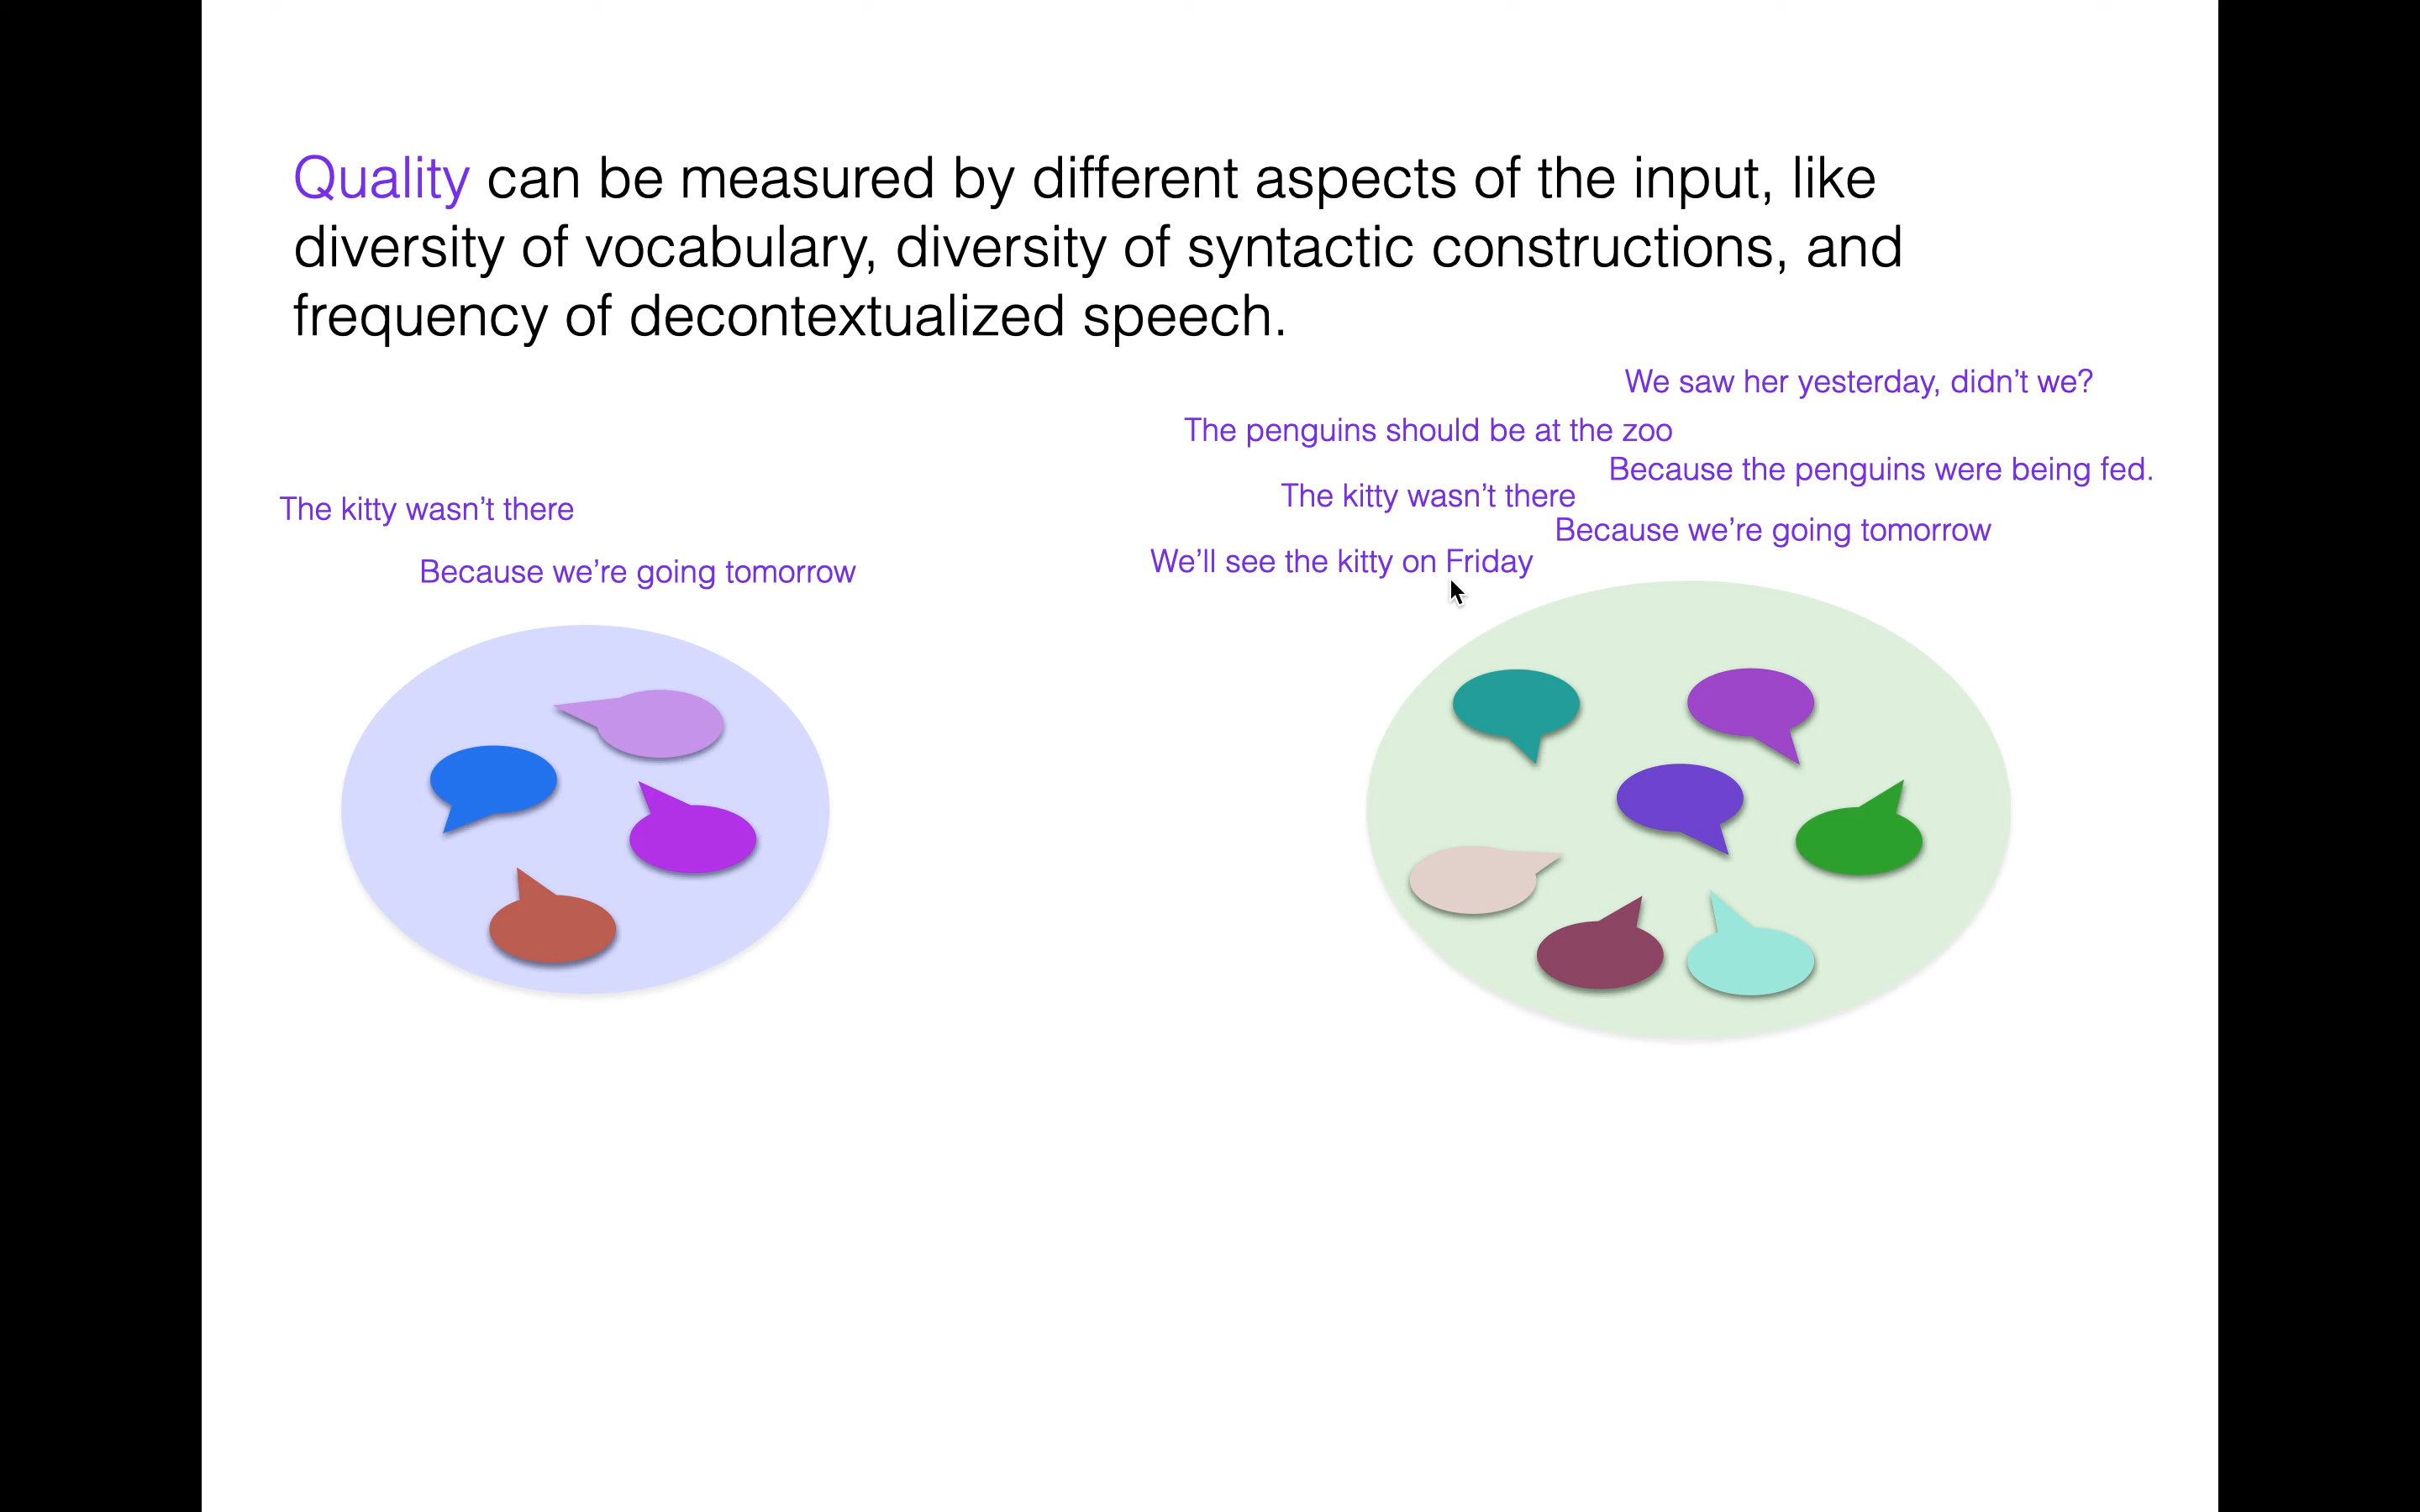 Quality can be measured by different aspects of the input, like
diversity of vocabulary, diversity of syntactic constructions, and
frequency of decontextualized speech.
The kitty wasn’t there
Because we’re going tomorrow
We saw her yesterday, didn’t we?
The penguins should be at the zoo
Because the penguins were being fed.
The kitty wasn’t there
Because we’re going tomorrow
We’ll see the kitty on Friday